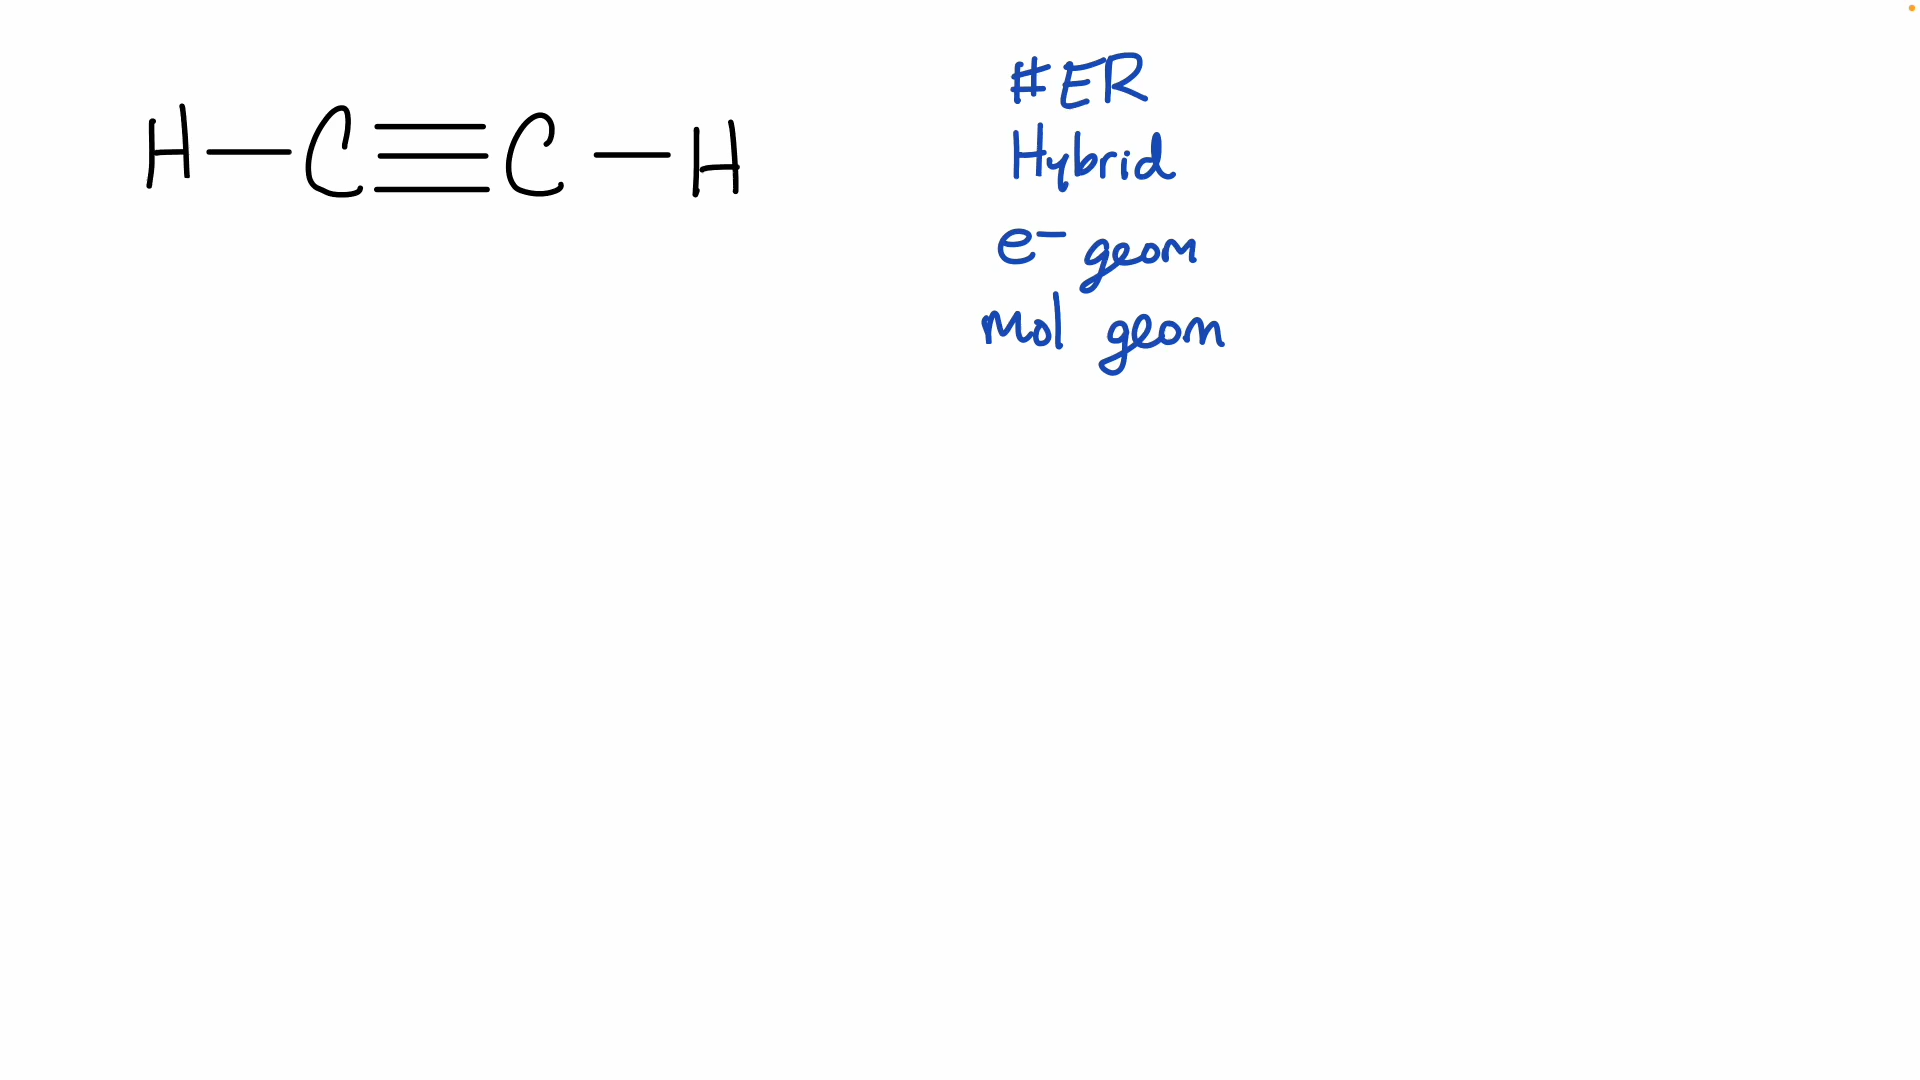 H—C≡C—H
#ER
Hybrid
e⁻ geom
mol geom